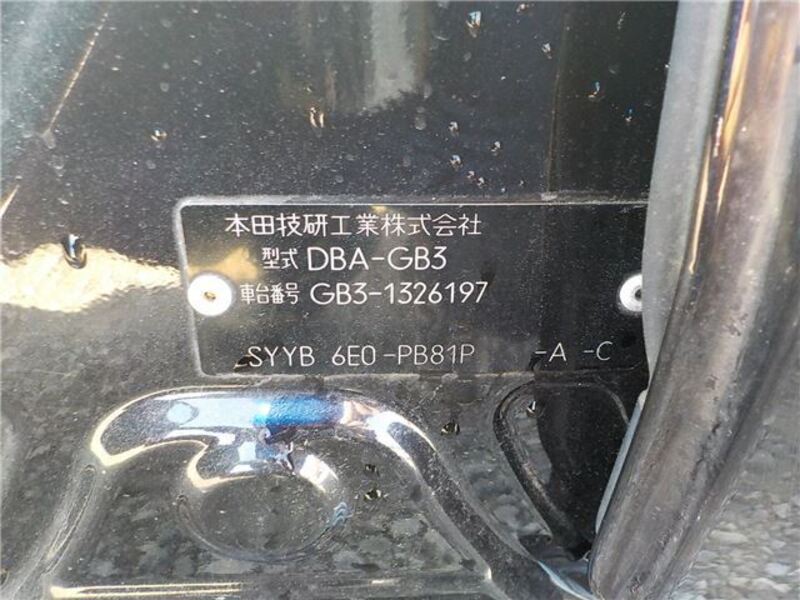 本田技研工業株式会社
型式 DBA-GB3
車台番号 GB3-1326197
SYYB 6E0-PB81P -A -C